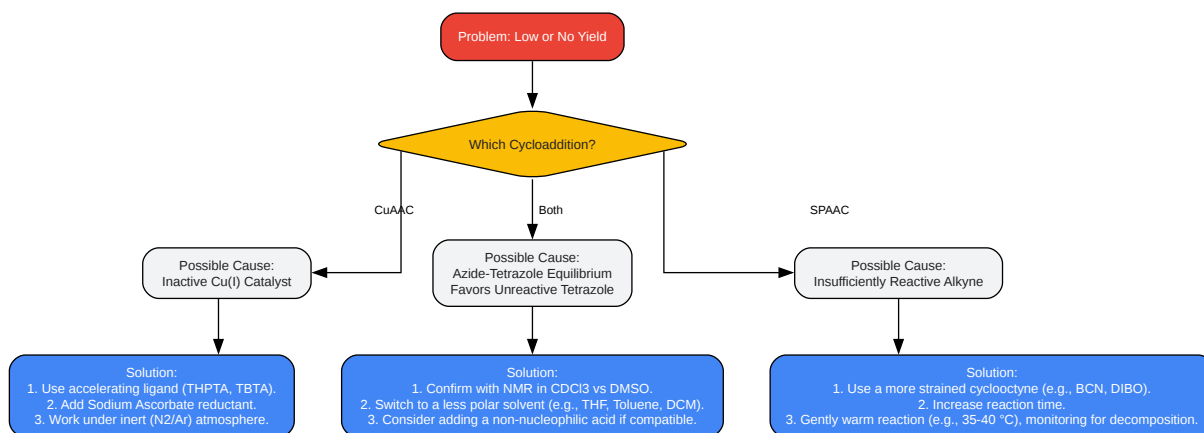 Problem: Low or No Yield
Which Cycloaddition?
CuAAC
Both
SPAAC
Possible Cause:
Inactive Cu(I) Catalyst
Possible Cause:
Azide-Tetrazole Equilibrium
Favors Unreactive Tetrazole
Possible Cause:
Insufficiently Reactive Alkyne
Solution:
1. Use accelerating ligand (THPTA, TBTA).
2. Add Sodium Ascorbate reductant.
3. Work under inert (N2/Ar) atmosphere.
Solution:
1. Confirm with NMR in CDCl3 vs DMSO.
2. Switch to a less polar solvent (e.g., THF, Toluene, DCM).
3. Consider adding a non-nucleophilic acid if compatible.
Solution:
1. Use a more strained cyclooctyne (e.g., BCN, DIBO).
2. Increase reaction time.
3. Gently warm reaction (e.g., 35-40 °C), monitoring for decomposition.